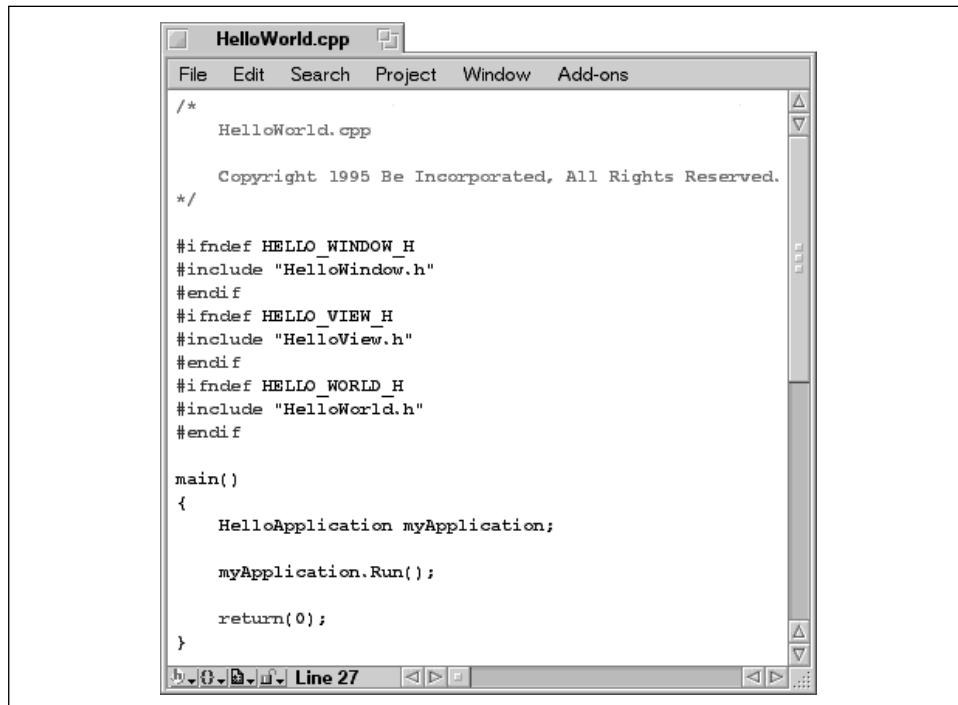 HelloWorld.cpp
File Edit Search Project Window Add-ons
/*
    HelloWorld.cpp

    Copyright 1995 Be Incorporated, All Rights Reserved.
*/

#ifndef HELLO_WINDOW_H
#include "HelloWindow.h"
#endif
#ifndef HELLO_VIEW_H
#include "HelloView.h"
#endif
#ifndef HELLO_WORLD_H
#include "HelloWorld.h"
#endif

main()
{
    HelloApplication myApplication;

    myApplication.Run();

    return(0);
}
Line 27